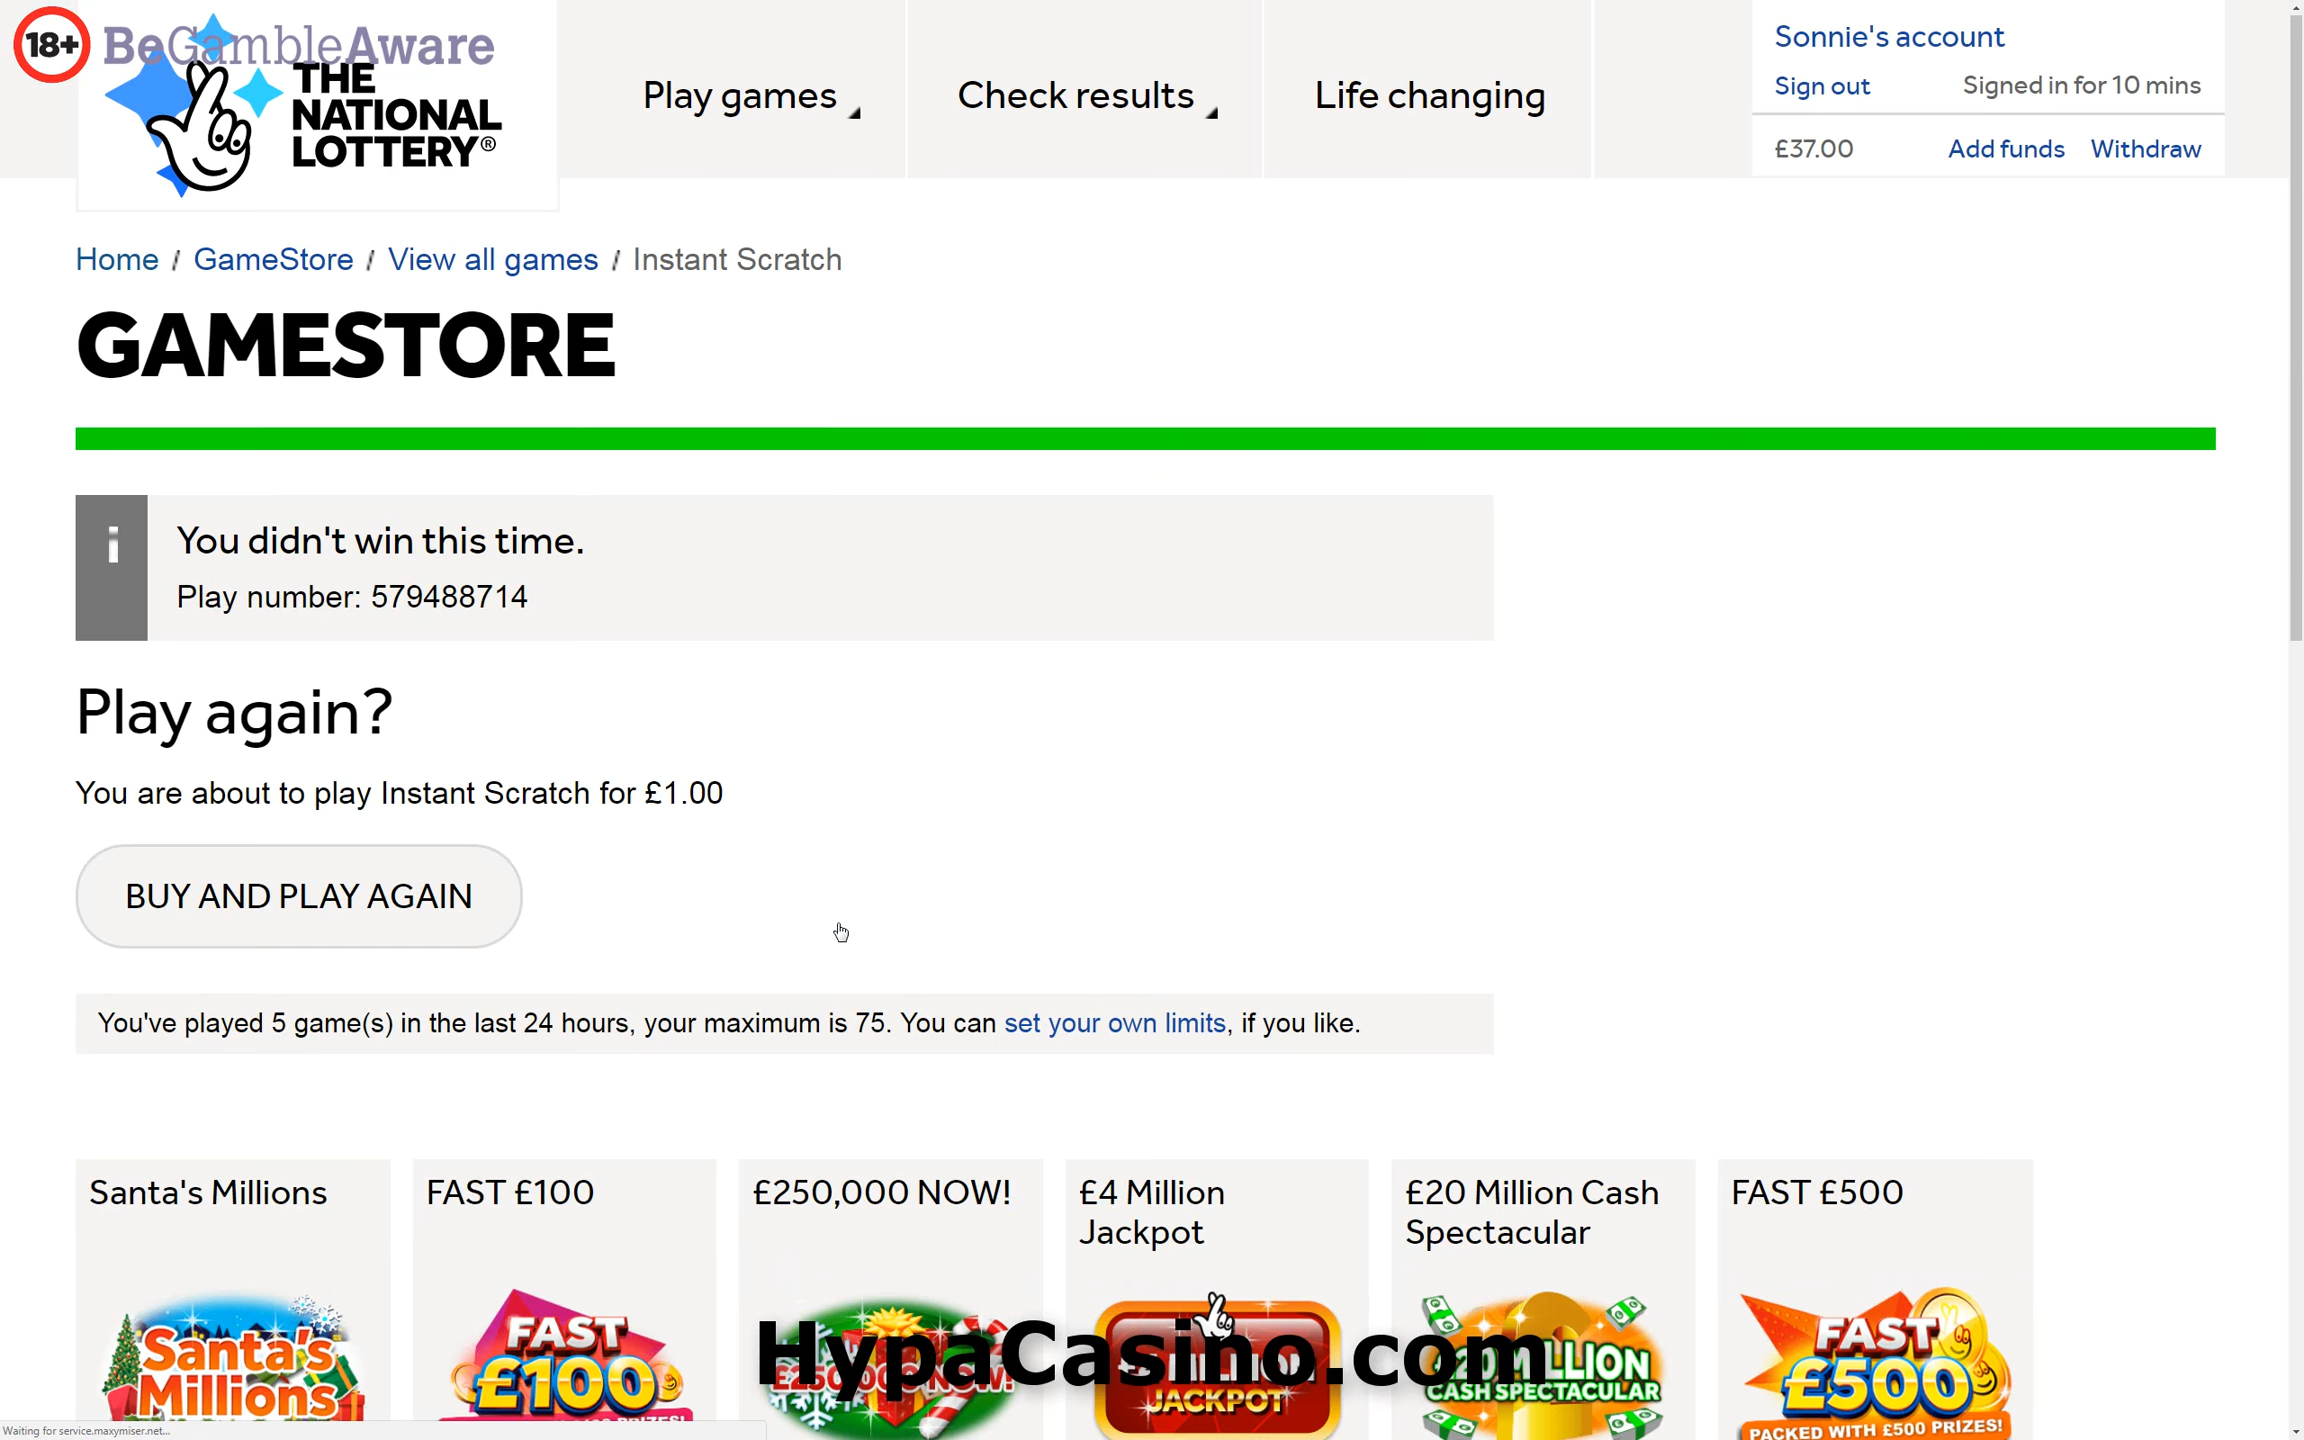 18+ BeGambleAware
THE
NATIONAL
LOTTERY®
Play games
Check results
Life changing
Sonnie's account
Sign out
Signed in for 10 mins
£37.00
Add funds
Withdraw
Home / GameStore / View all games / Instant Scratch
GAMESTORE
i
You didn't win this time.
Play number: 579488714
Play again?
You are about to play Instant Scratch for £1.00
BUY AND PLAY AGAIN
You've played 5 game(s) in the last 24 hours, your maximum is 75. You can set your own limits, if you like.
Santa's Millions
FAST £100
£250,000 NOW!
£4 Million
Jackpot
£20 Million Cash
Spectacular
FAST £500
Santa's
Millions
FAST
£100
£250,000 NOW!
JACKPOT
£20 MILLION
CASH SPECTACULAR
FAST
£500
PACKED WITH £500 PRIZES!
HypaCasino.com
Waiting for service.maxymiser.net...